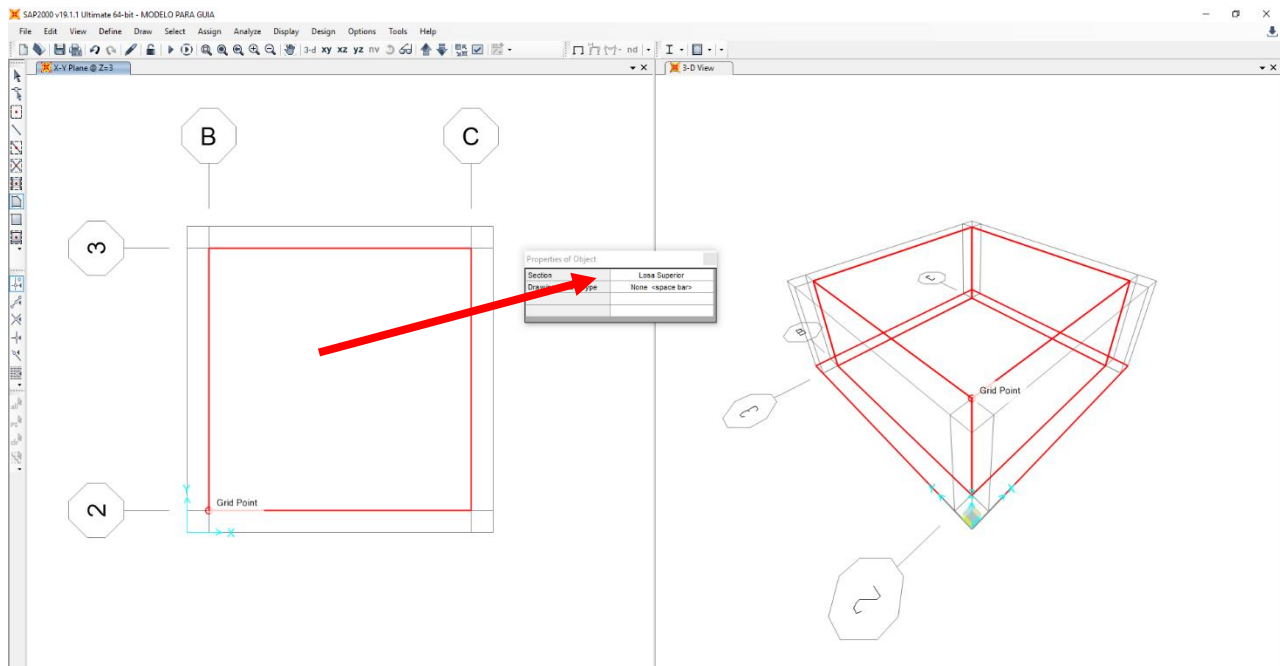 SAP2000 v19.1.1 Ultimate 64-bit - MODELO PARA GUIA
File Edit View Define Draw Select Assign Analyze Display Design Options Tools Help
3-d xy xz yz nv
nd
X-Y Plane @ Z=3
3-D View
B
C
3
2
Grid Point
Y
X
Properties of Object
Section Losa Superior
None <space bar>
B
3
Grid Point
Y
X
2